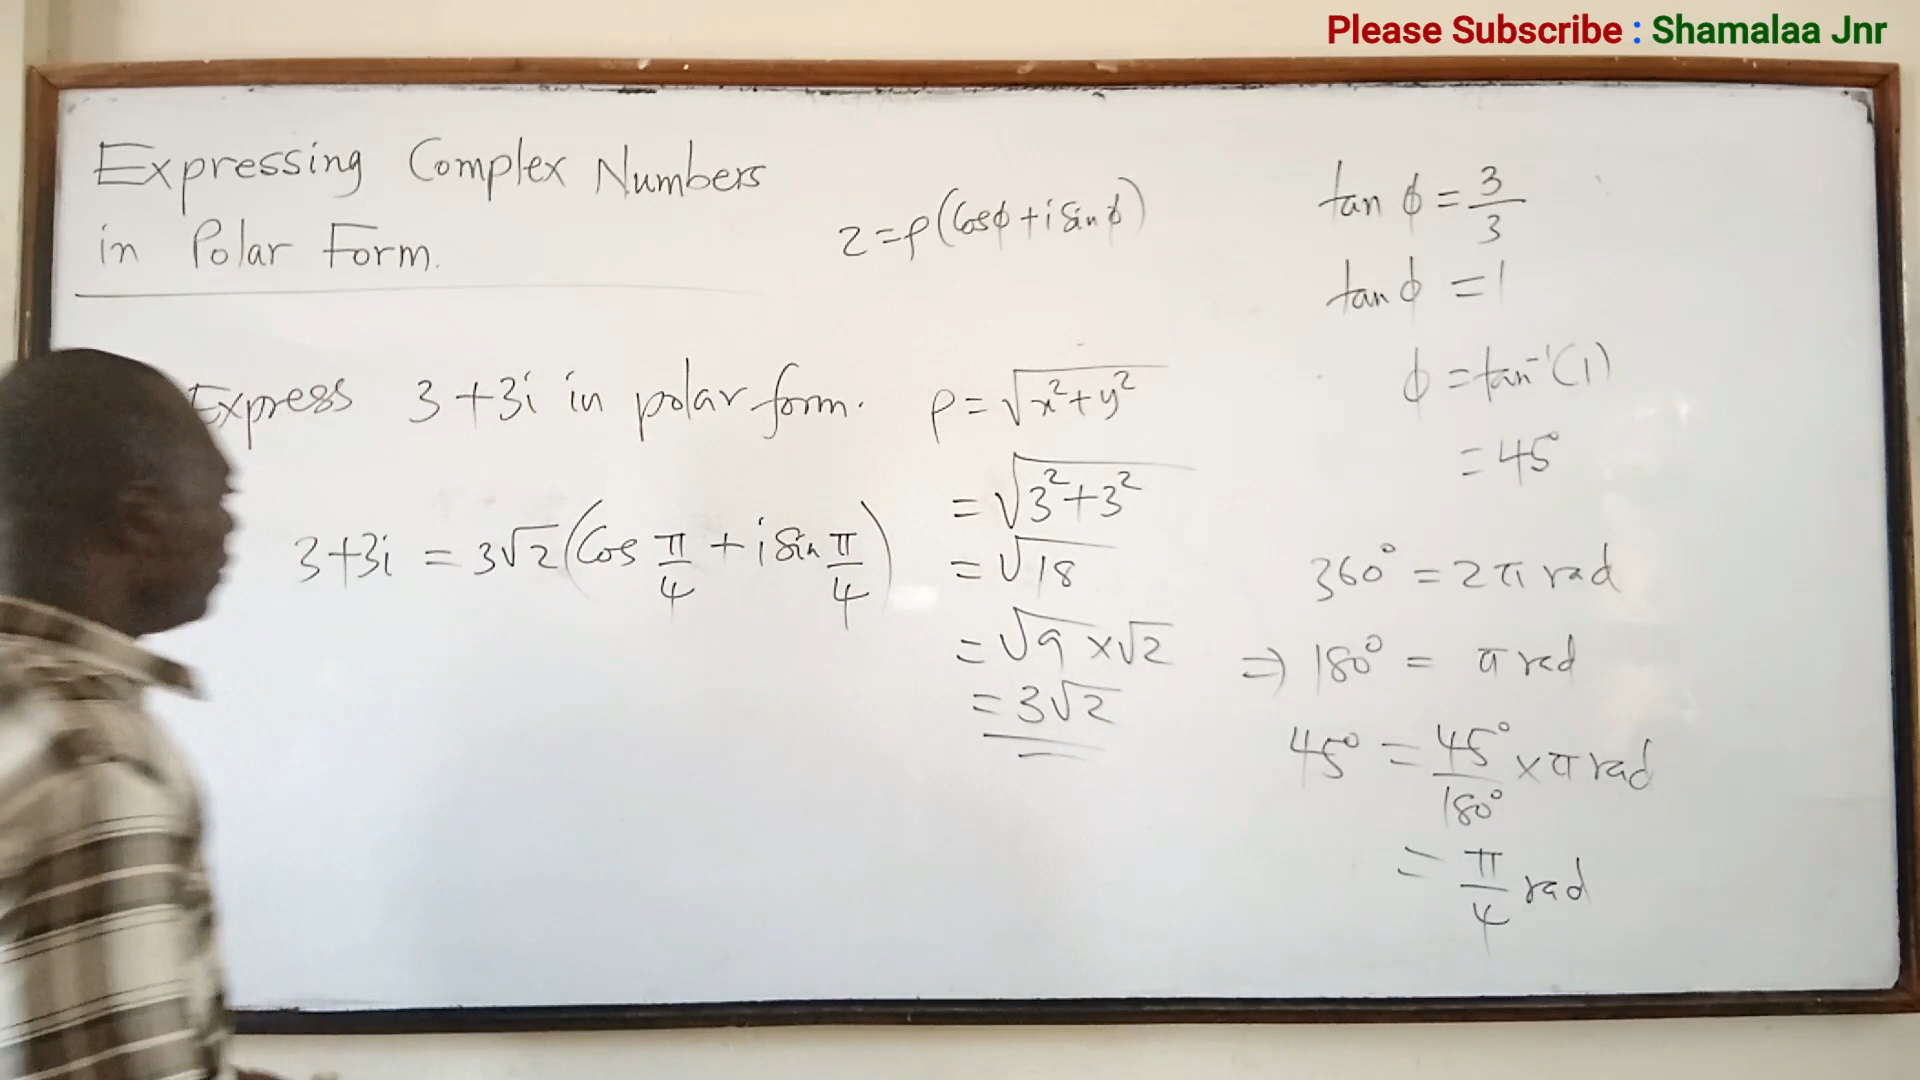 Please Subscribe : Shamalaa Jnr
Expressing Complex Numbers
in Polar Form.
z=ρ(Cosϕ+i Sinϕ)
Express 3+3i in polar form.
3+3i = 3√2(Cos π/4 + i Sin π/4)
ρ = √x²+y²
= √3²+3²
= √18
= √9 × √2
= 3√2
tan ϕ = 3/3
tan ϕ = 1
ϕ = tan⁻¹(1)
= 45°
360° = 2π rad
⇒ 180° = π rad
45° = 45°/180° × π rad
= π/4 rad